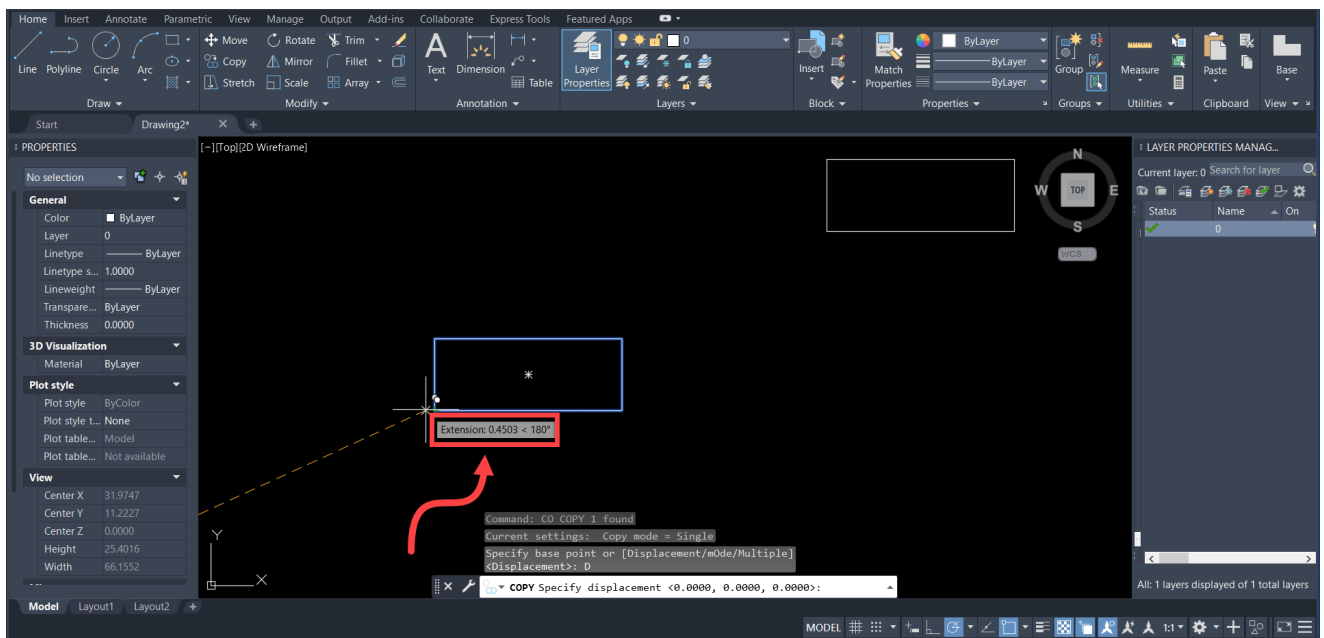 Home Insert Annotate Parametric View Manage Output Add-ins Collaborate Express Tools Featured Apps
Line Polyline Circle Arc
Move Rotate Trim
Copy Mirror Fillet
Stretch Scale Array
Text Dimension
Table
Layer Properties
0
Insert
Match Properties
ByLayer
ByLayer
ByLayer
Group
Measure
Paste
Base
Draw Modify Annotation Layers Block Properties Groups Utilities Clipboard View
Start Drawing2*
PROPERTIES
No selection
General
Color ByLayer
Layer 0
Linetype ByLayer
Linetype s... 1.0000
Lineweight ByLayer
Transpare... ByLayer
Thickness 0.0000
3D Visualization
Material ByLayer
Plot style
Plot style ByColor
Plot style t... None
Plot table... Model
Plot table... Not available
View
Center X 31.9747
Center Y 11.2227
Center Z 0.0000
Height 25.4016
Width 66.1552
[−][Top][2D Wireframe]
N
W TOP E
S
WCS
Extension: 0.4503 < 180°
Y
X
Command: CO COPY 1 found
Current settings: Copy mode = Single
Specify base point or [Displacement/mOde/Multiple]
<Displacement>: D
COPY Specify displacement <0.0000, 0.0000, 0.0000>:
LAYER PROPERTIES MANAG...
Current layer: 0 Search for layer
Status Name On
0
All: 1 layers displayed of 1 total layers
Model Layout1 Layout2
MODEL 1:1